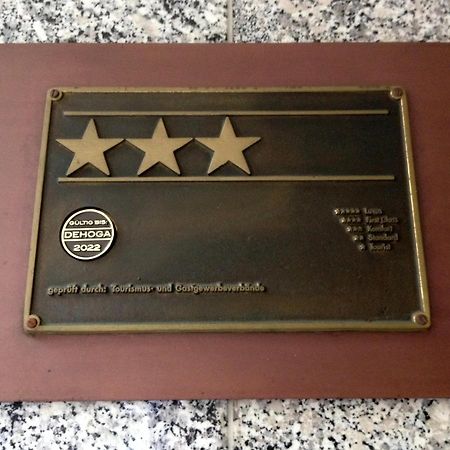 GÜLTIG BIS:
DEHOGA
2022
***** Luxus
**** First Class
*** Komfort
** Standard
* Tourist
geprüft durch: Tourismus- und Gastgewerbeverbände